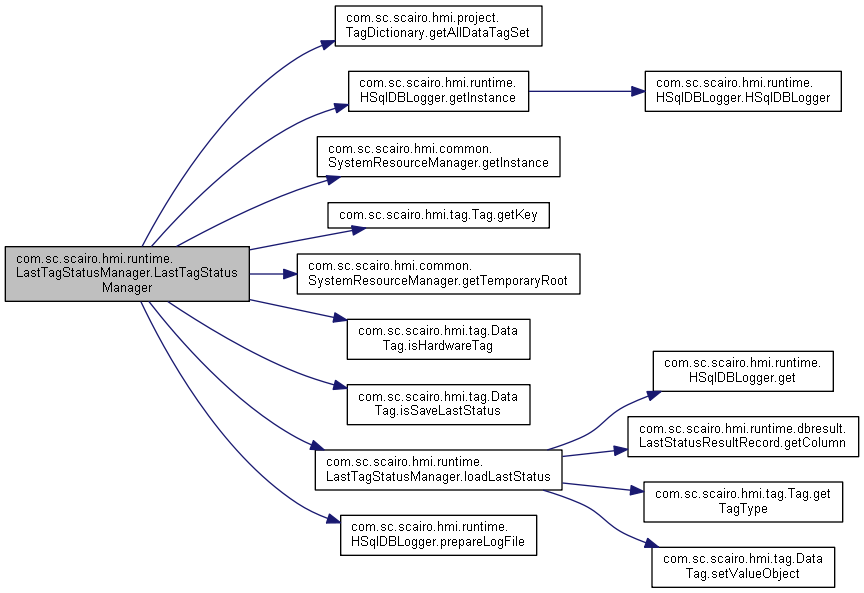 com.sc.scairo.hmi.project.
TagDictionary.getAllDataTagSet
com.sc.scairo.hmi.runtime.
HSqlDBLogger.getInstance
com.sc.scairo.hmi.runtime.
HSqlDBLogger.HSqlDBLogger
com.sc.scairo.hmi.common.
SystemResourceManager.getInstance
com.sc.scairo.hmi.tag.Tag.getKey
com.sc.scairo.hmi.runtime.
LastTagStatusManager.LastTagStatus
Manager
com.sc.scairo.hmi.common.
SystemResourceManager.getTemporaryRoot
com.sc.scairo.hmi.tag.Data
Tag.isHardwareTag
com.sc.scairo.hmi.tag.Data
Tag.isSaveLastStatus
com.sc.scairo.hmi.runtime.
LastTagStatusManager.loadLastStatus
com.sc.scairo.hmi.runtime.
HSqlDBLogger.get
com.sc.scairo.hmi.runtime.dbresult.
LastStatusResultRecord.getColumn
com.sc.scairo.hmi.tag.Tag.get
TagType
com.sc.scairo.hmi.tag.Data
Tag.setValueObject
com.sc.scairo.hmi.runtime.
HSqlDBLogger.prepareLogFile